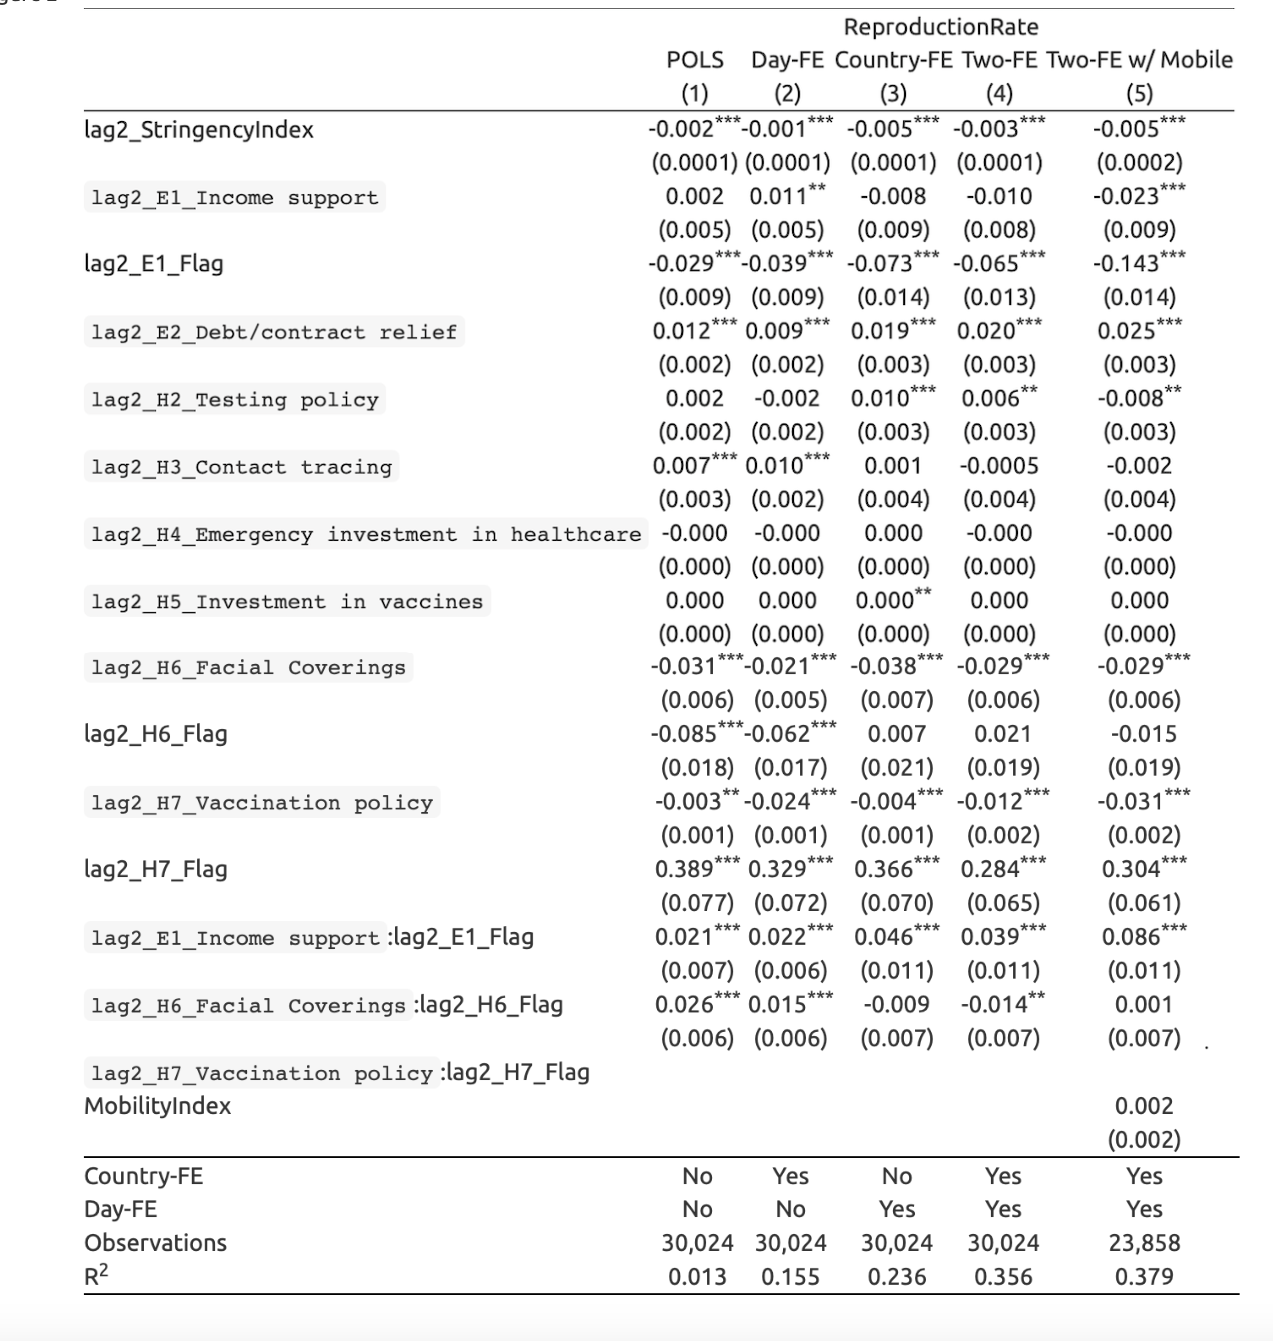 ReproductionRate
POLS Day-FE Country-FE Two-FE Two-FE w/ Mobile
(1) (2) (3) (4) (5)
lag2_StringencyIndex -0.002*** -0.001*** -0.005*** -0.003*** -0.005***
(0.0001) (0.0001) (0.0001) (0.0001) (0.0002)
lag2_E1_Income support 0.002 0.011** -0.008 -0.010 -0.023***
(0.005) (0.005) (0.009) (0.008) (0.009)
lag2_E1_Flag -0.029*** -0.039*** -0.073*** -0.065*** -0.143***
(0.009) (0.009) (0.014) (0.013) (0.014)
lag2_E2_Debt/contract relief 0.012*** 0.009*** 0.019*** 0.020*** 0.025***
(0.002) (0.002) (0.003) (0.003) (0.003)
lag2_H2_Testing policy 0.002 -0.002 0.010*** 0.006** -0.008**
(0.002) (0.002) (0.003) (0.003) (0.003)
lag2_H3_Contact tracing 0.007*** 0.010*** 0.001 -0.0005 -0.002
(0.003) (0.002) (0.004) (0.004) (0.004)
lag2_H4_Emergency investment in healthcare -0.000 -0.000 0.000 -0.000 -0.000
(0.000) (0.000) (0.000) (0.000) (0.000)
lag2_H5_Investment in vaccines 0.000 0.000 0.000** 0.000 0.000
(0.000) (0.000) (0.000) (0.000) (0.000)
lag2_H6_Facial Coverings -0.031*** -0.021*** -0.038*** -0.029*** -0.029***
(0.006) (0.005) (0.007) (0.006) (0.006)
lag2_H6_Flag -0.085*** -0.062*** 0.007 0.021 -0.015
(0.018) (0.017) (0.021) (0.019) (0.019)
lag2_H7_Vaccination policy -0.003** -0.024*** -0.004*** -0.012*** -0.031***
(0.001) (0.001) (0.001) (0.002) (0.002)
lag2_H7_Flag 0.389*** 0.329*** 0.366*** 0.284*** 0.304***
(0.077) (0.072) (0.070) (0.065) (0.061)
lag2_E1_Income support :lag2_E1_Flag 0.021*** 0.022*** 0.046*** 0.039*** 0.086***
(0.007) (0.006) (0.011) (0.011) (0.011)
lag2_H6_Facial Coverings :lag2_H6_Flag 0.026*** 0.015*** -0.009 -0.014** 0.001
(0.006) (0.006) (0.007) (0.007) (0.007) .
lag2_H7_Vaccination policy :lag2_H7_Flag
MobilityIndex 0.002
(0.002)
Country-FE No Yes No Yes Yes
Day-FE No No Yes Yes Yes
Observations 30,024 30,024 30,024 30,024 23,858
R² 0.013 0.155 0.236 0.356 0.379